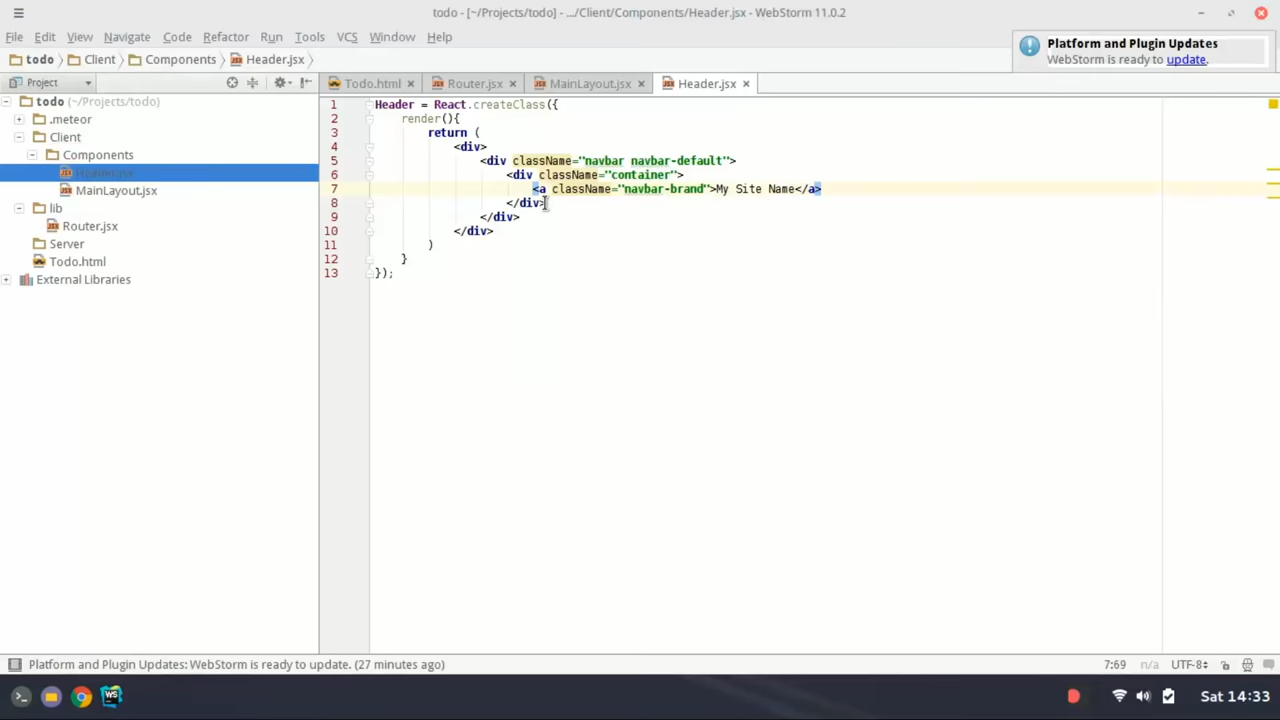 todo - [~/Projects/todo] - .../Client/Components/Header.jsx - WebStorm 11.0.2
File Edit View Navigate Code Refactor Run Tools VCS Window Help
todo Client Components Header.jsx
Platform and Plugin Updates
WebStorm is ready to update.
Project
Todo.html Router.jsx MainLayout.jsx Header.jsx
todo (~/Projects/todo)
.meteor
Client
Components
Header.jsx
MainLayout.jsx
lib
Router.jsx
Server
Todo.html
External Libraries
1 Header = React.createClass({
2 render(){
3 return (
4 <div>
5 <div className="navbar navbar-default">
6 <div className="container">
7 <a className="navbar-brand">My Site Name</a>
8 </div>
9 </div>
10 </div>
11 )
12 }
13 });
Platform and Plugin Updates: WebStorm is ready to update. (27 minutes ago)
7:69 n/a UTF-8
WS
Sat 14:33